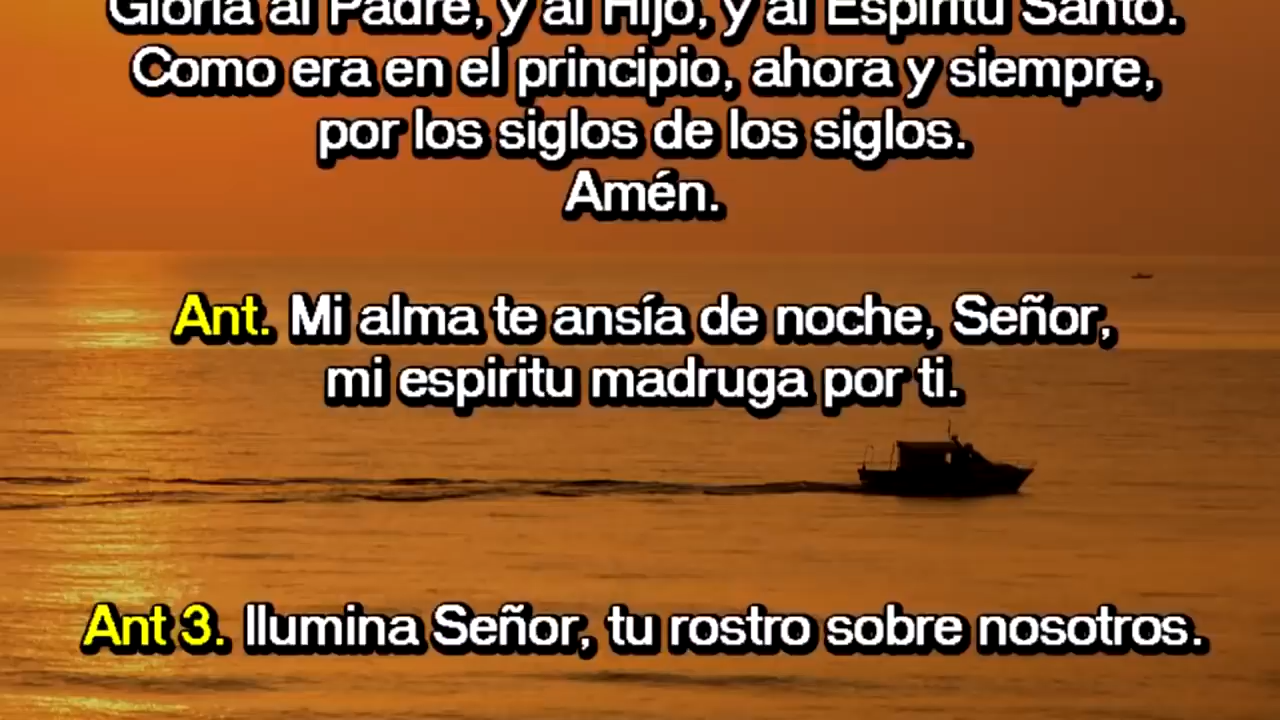 Gloria al Padre, y al Hijo, y al Espíritu Santo.
Como era en el principio, ahora y siempre,
por los siglos de los siglos.
Amén.
Ant. Mi alma te ansía de noche, Señor,
mi espiritu madruga por ti.
Ant 3. Ilumina Señor, tu rostro sobre nosotros.